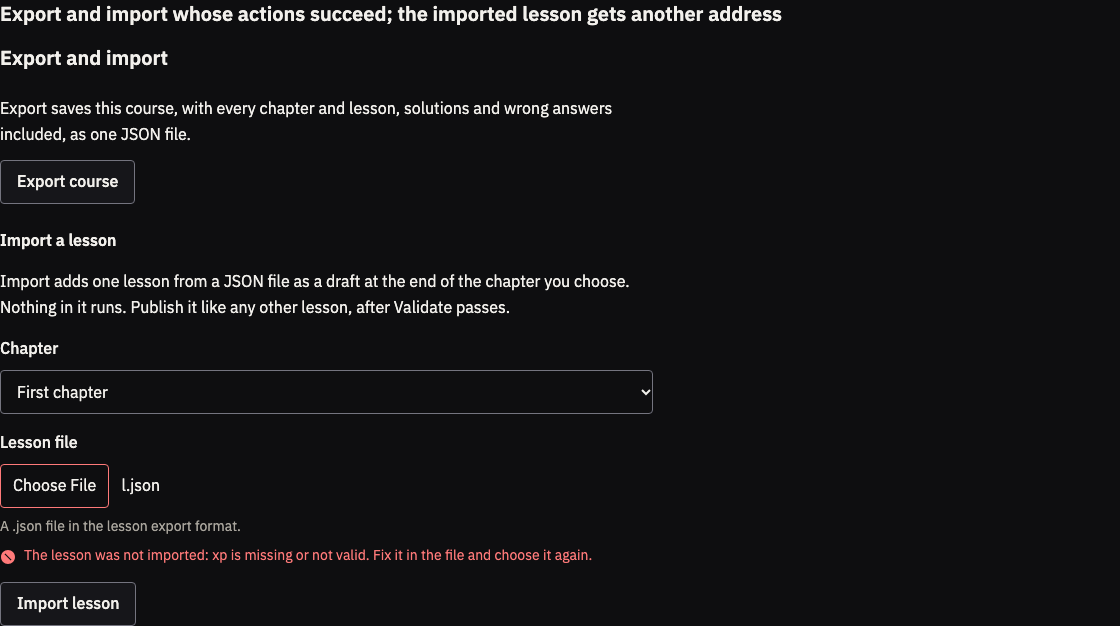 Export and import whose actions succeed; the imported lesson gets another address
Export and import
Export saves this course, with every chapter and lesson, solutions and wrong answers
included, as one JSON file.
Export course
Import a lesson
Import adds one lesson from a JSON file as a draft at the end of the chapter you choose.
Nothing in it runs. Publish it like any other lesson, after Validate passes.
Chapter
First chapter
Lesson file
Choose File l.json
A .json file in the lesson export format.
The lesson was not imported: xp is missing or not valid. Fix it in the file and choose it again.
Import lesson